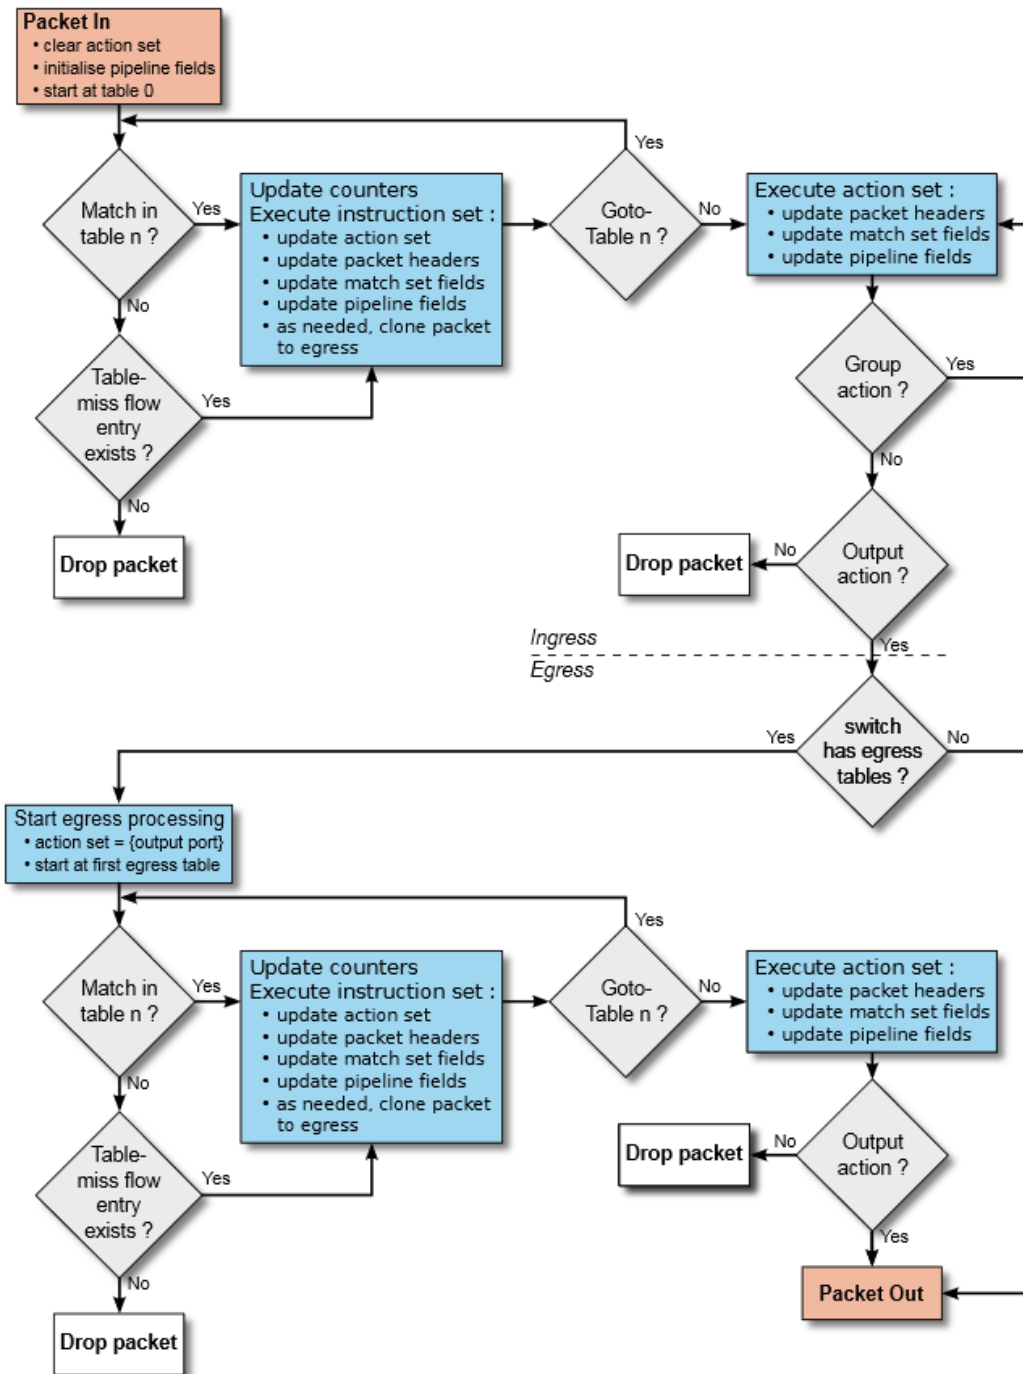 Packet In
• clear action set
• initialise pipeline fields
• start at table 0
Yes
Match in
table n ?
Yes
Update counters
Execute instruction set :
• update action set
• update packet headers
• update match set fields
• update pipeline fields
• as needed, clone packet
to egress
Goto-
Table n ?
No
Execute action set :
• update packet headers
• update match set fields
• update pipeline fields
No
Table-
miss flow
entry
exists ?
Yes
Group
action ?
Yes
No
No
Drop packet
Output
action ?
No
Drop packet
Yes
Ingress
Egress
switch
has egress
tables ?
Yes
No
Start egress processing
• action set = {output port}
• start at first egress table
Yes
Match in
table n ?
Yes
Update counters
Execute instruction set :
• update action set
• update packet headers
• update match set fields
• update pipeline fields
• as needed, clone packet
to egress
Goto-
Table n ?
No
Execute action set :
• update packet headers
• update match set fields
• update pipeline fields
No
Table-
miss flow
entry
exists ?
Yes
Output
action ?
No
Drop packet
Yes
No
Drop packet
Packet Out